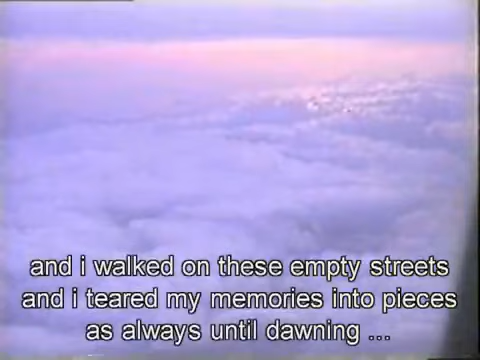 and i walked on these empty streets
and i teared my memories into pieces
as always until dawning ...